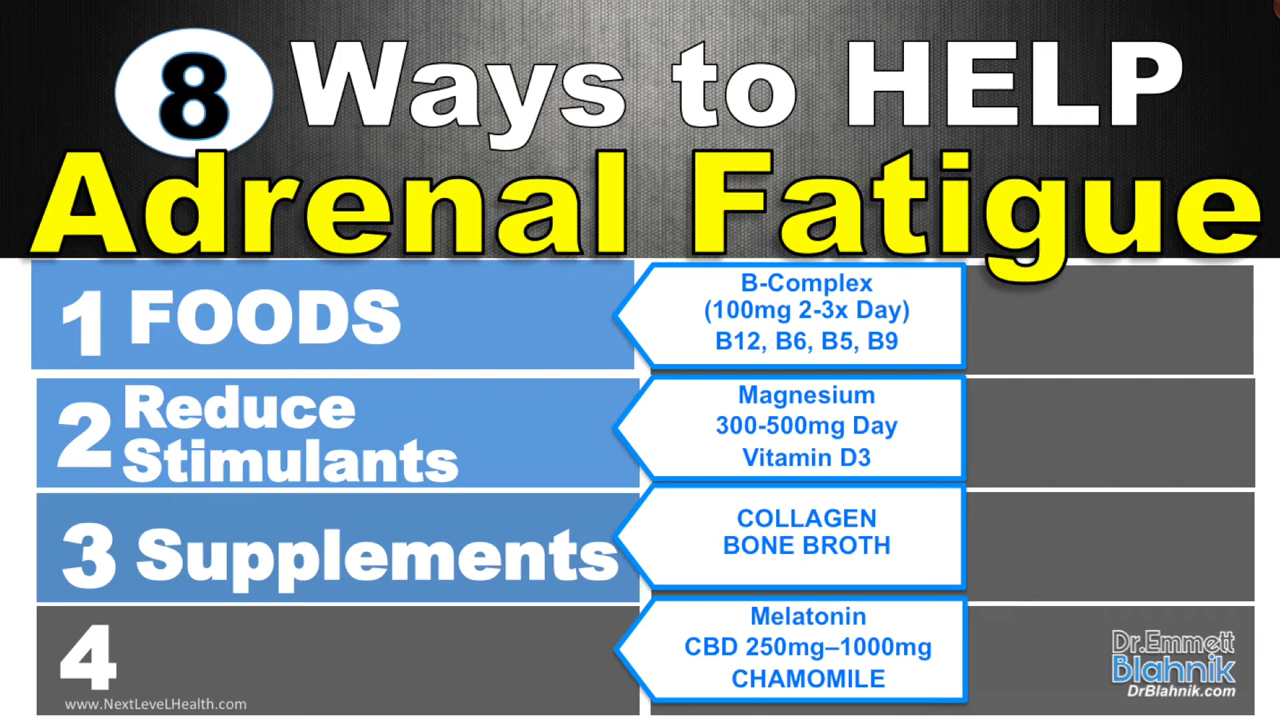 8 Ways to HELP
Adrenal Fatigue
1 FOODS
B-Complex
(100mg 2-3x Day)
B12, B6, B5, B9
2 Reduce
Stimulants
Magnesium
300-500mg Day
Vitamin D3
3 Supplements
COLLAGEN
BONE BROTH
4
Melatonin
CBD 250mg–1000mg
CHAMOMILE
www.NextLeveLHealth.com
Dr.Emmett
Blahnik
DrBlahnik.com